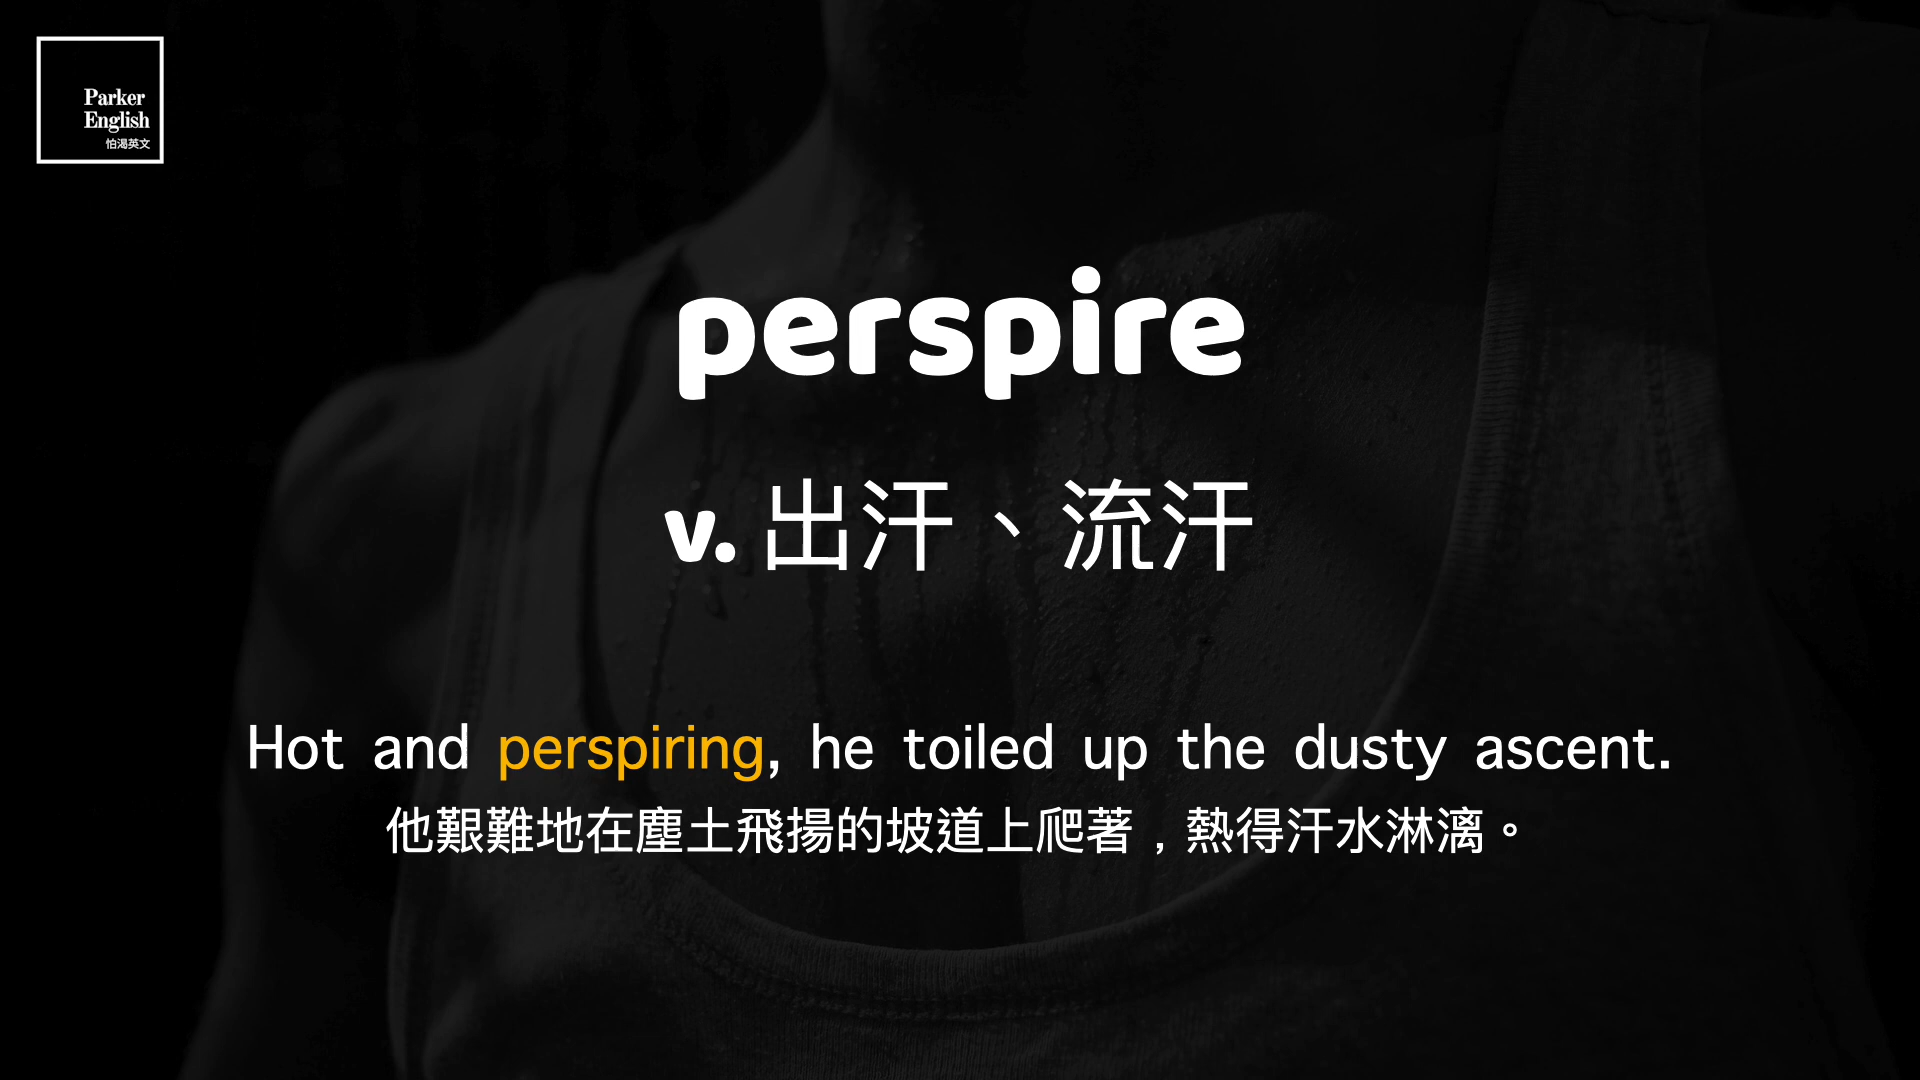 Parker
English
怕渴英文
perspire
v. 出汗、流汗
Hot and perspiring, he toiled up the dusty ascent.
他艱難地在塵土飛揚的坡道上爬著，熱得汗水淋漓。